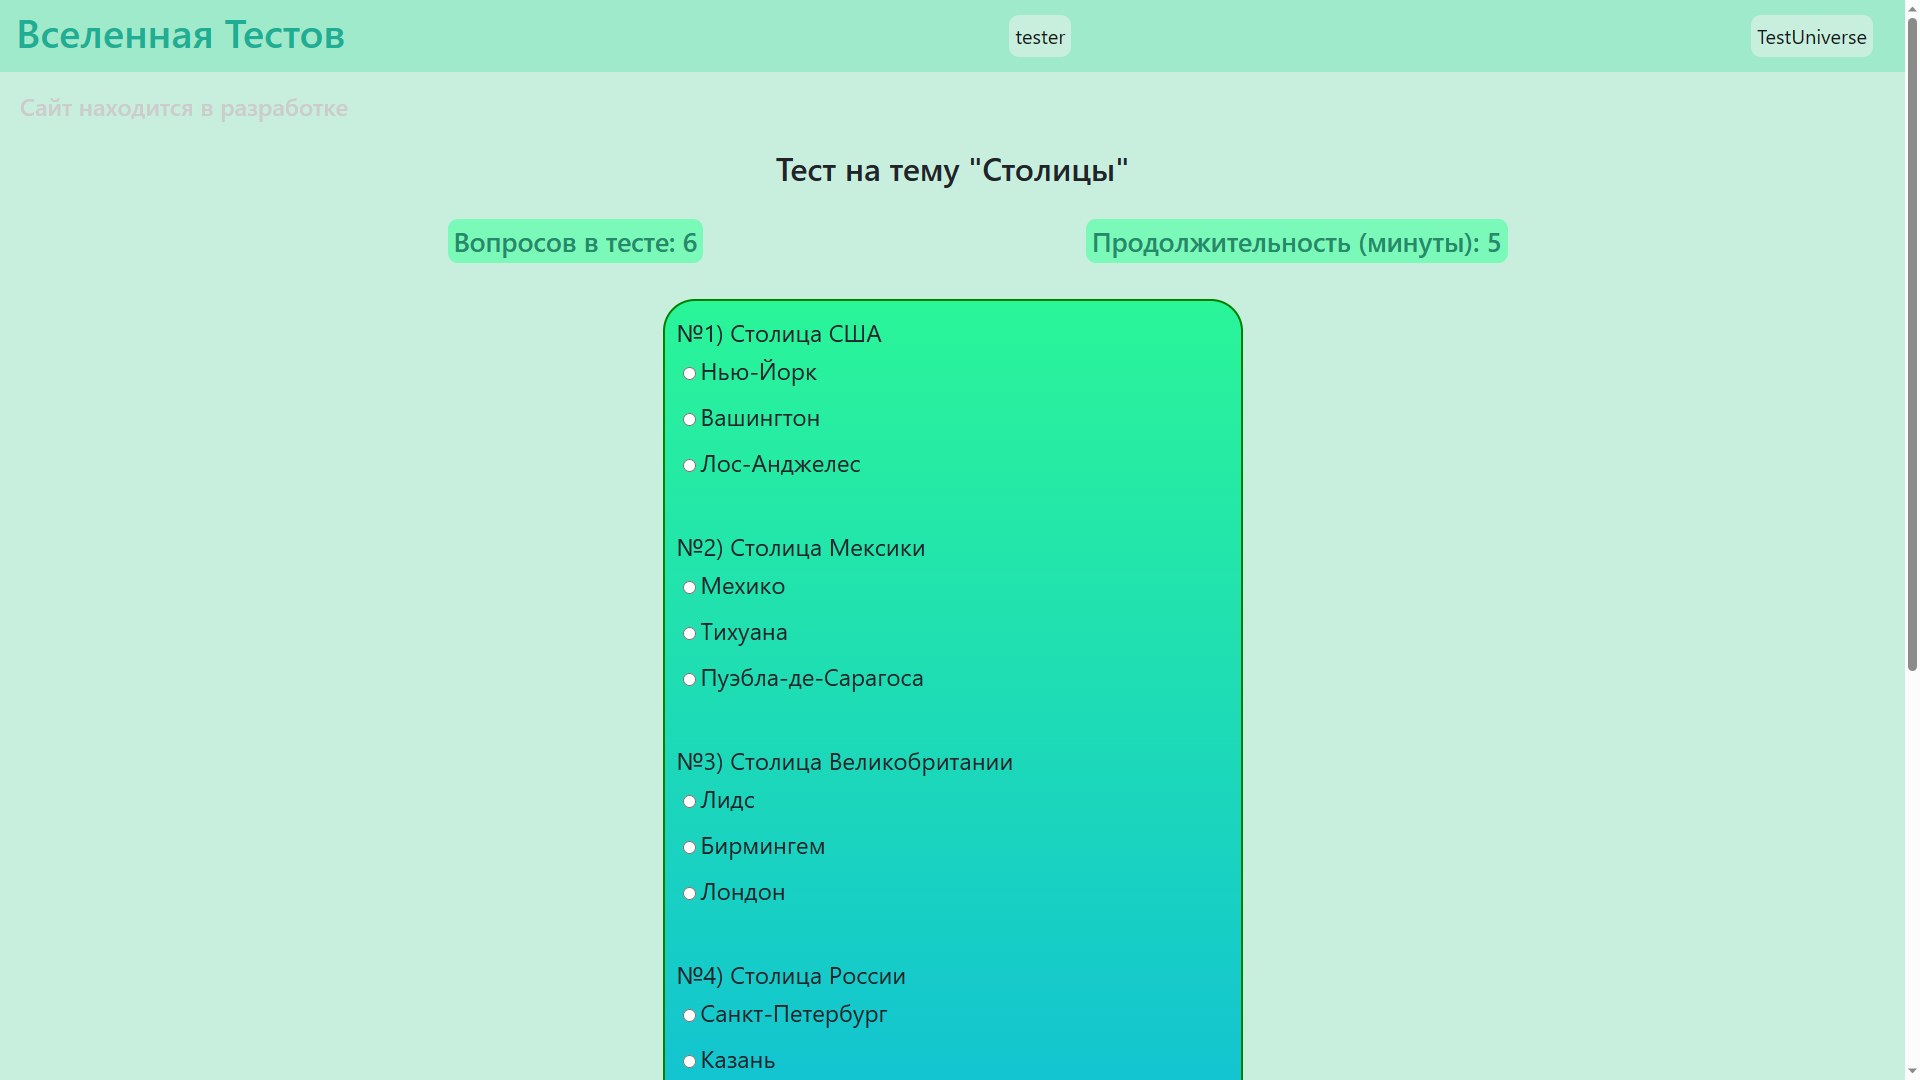 Вселенная Тестов
tester
TestUniverse
Сайт находится в разработке
Тест на тему "Столицы"
Вопросов в тесте: 6
Продолжительность (минуты): 5
№1) Столица США
Нью-Йорк
Вашингтон
Лос-Анджелес
№2) Столица Мексики
Мехико
Тихуана
Пуэбла-де-Сарагоса
№3) Столица Великобритании
Лидс
Бирмингем
Лондон
№4) Столица России
Санкт-Петербург
Казань